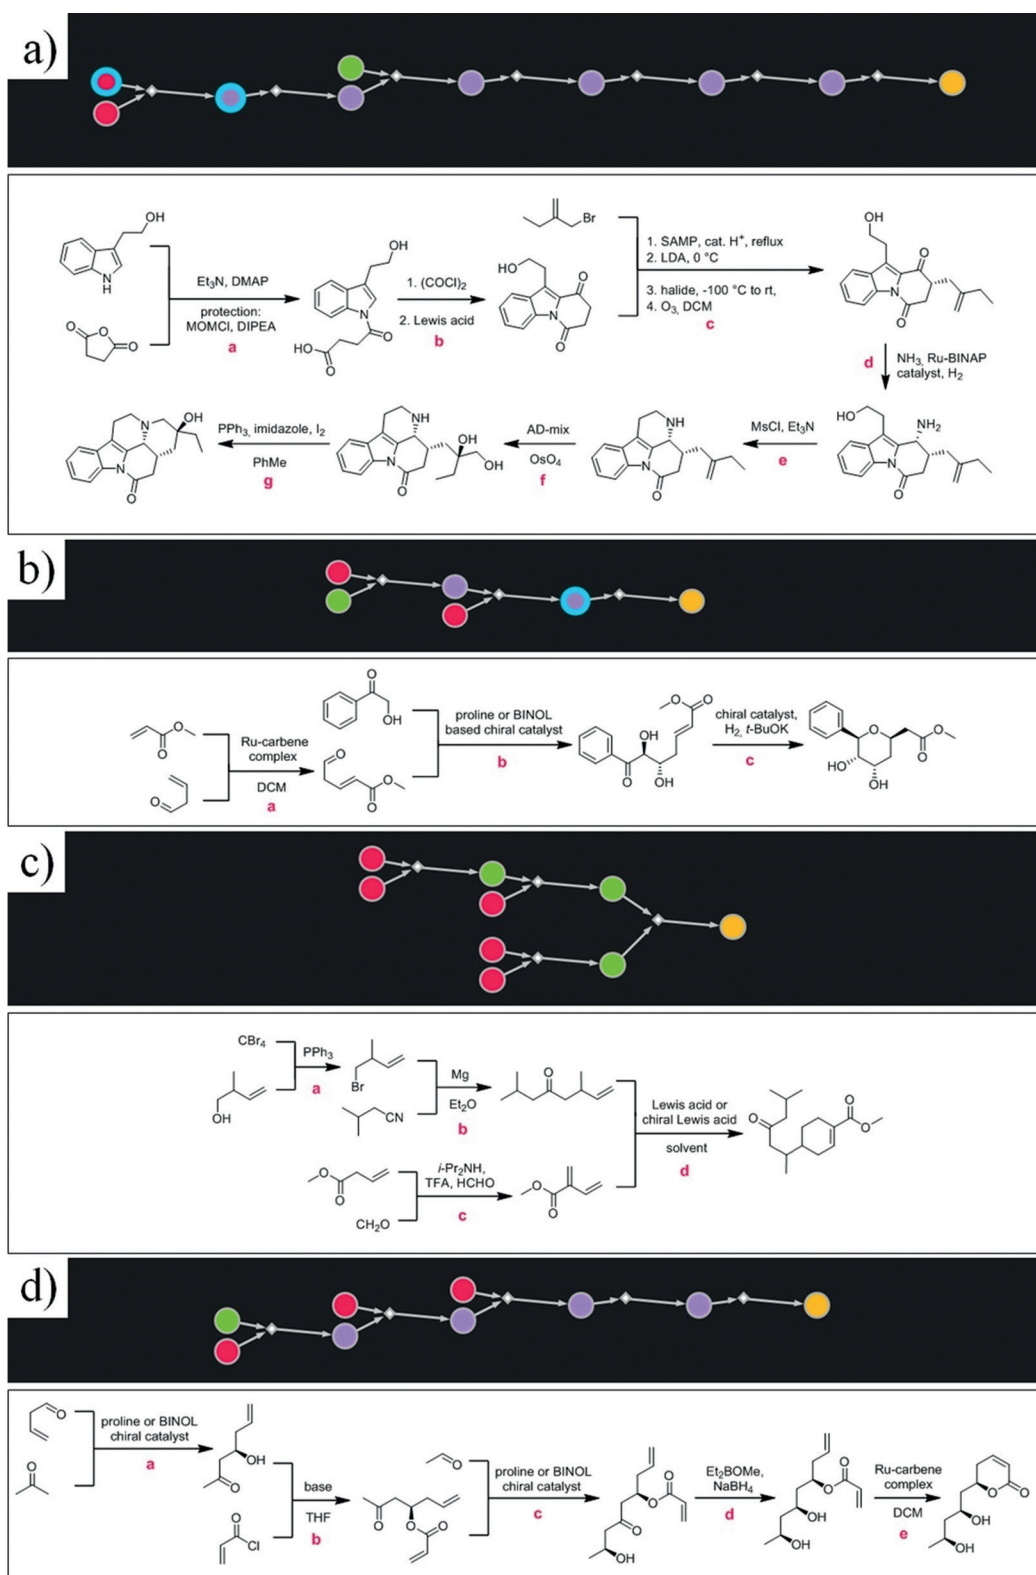 a)
OH
Br
1. SAMP, cat. H⁺, reflux
2. LDA, 0 °C
3. halide, -100 °C to rt,
4. O₃, DCM
c
N
H
O
O
O
Et₃N, DMAP
protection:
MOMCl, DIPEA
a
OH
N
O
HO
O
1. (COCl)₂
2. Lewis acid
b
HO
O
N
O
HO
O
N
O
d
NH₃, Ru-BINAP
catalyst, H₂
HO
NH₂
N
O
MsCl, Et₃N
e
NH
N
O
AD-mix
OsO₄
f
NH
OH
OH
N
O
PPh₃, imidazole, I₂
PhMe
g
N
OH
N
O
b)
O
O
O
Ru-carbene
complex
DCM
a
O
OH
O
O
O
proline or BINOL
based chiral catalyst
b
O
O
OH
O
OH
chiral catalyst,
H₂, t-BuOK
c
O
O
O
HO
OH
c)
CBr₄
OH
PPh₃
a
Br
CN
Mg
Et₂O
b
O
O
O
CH₂O
i-Pr₂NH,
TFA, HCHO
c
O
O
Lewis acid or
chiral Lewis acid
solvent
d
O
O
O
d)
O
O
proline or BINOL
chiral catalyst
a
OH
O
O
Cl
base
THF
b
O
O
O
O
proline or BINOL
chiral catalyst
c
O
O
O
OH
Et₂BOMe,
NaBH₄
d
O
O
OH
OH
Ru-carbene
complex
DCM
e
O
O
OH
OH